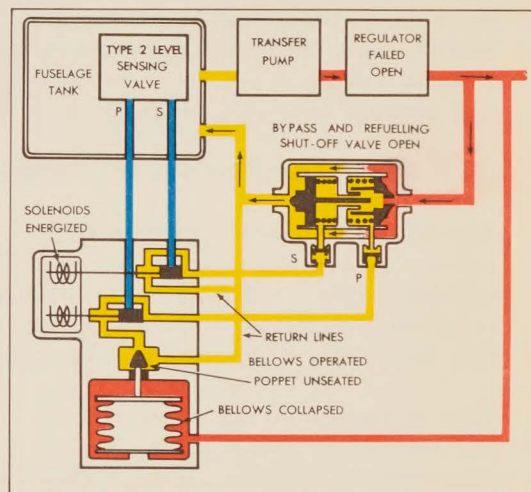 FUSELAGE
TANK
TYPE 2 LEVEL
SENSING
VALVE
P
S
TRANSFER
PUMP
REGULATOR
FAILED
OPEN
BYPASS AND REFUELLING
SHUT-OFF VALVE OPEN
S
P
SOLENOIDS
ENERGIZED
RETURN LINES
BELLOWS OPERATED
POPPET UNSEATED
BELLOWS COLLAPSED